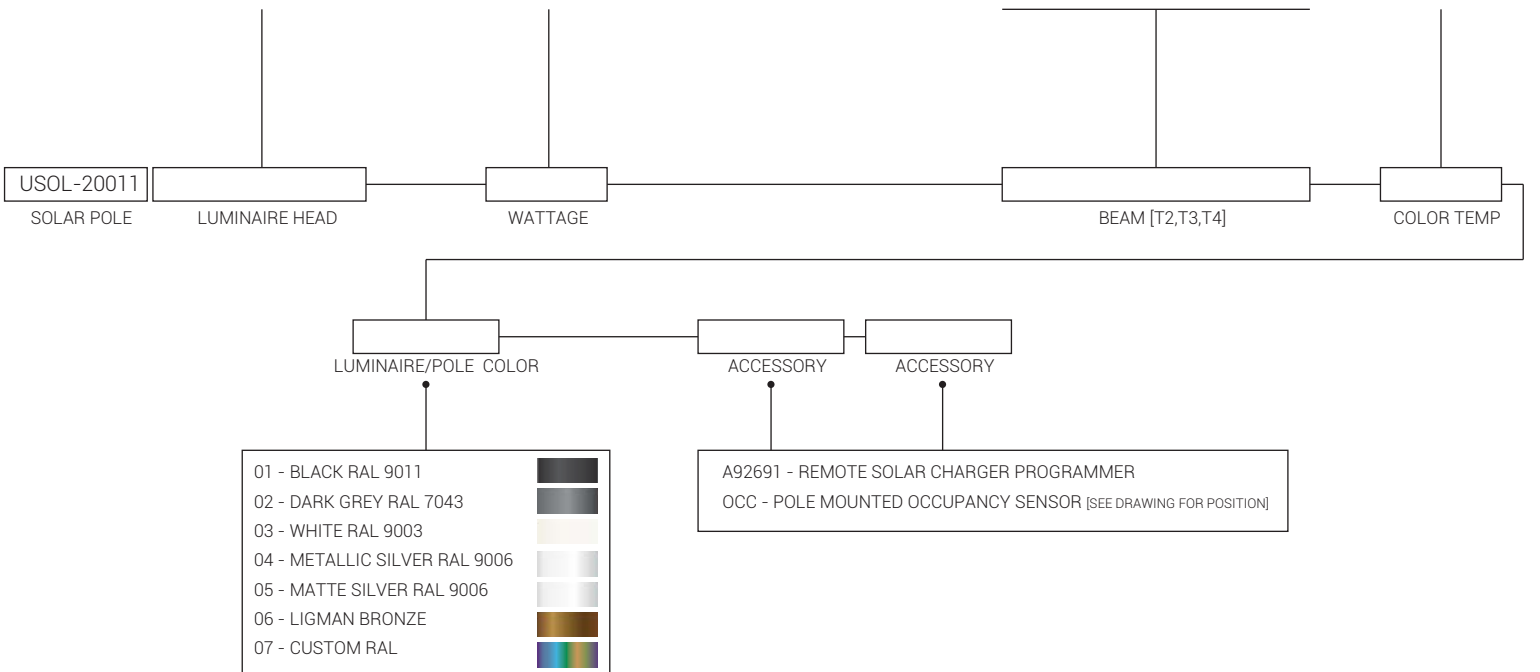 USOL-20011
SOLAR POLE LUMINAIRE HEAD WATTAGE BEAM [T2,T3,T4] COLOR TEMP
LUMINAIRE/POLE COLOR ACCESSORY ACCESSORY
01 - BLACK RAL 9011
02 - DARK GREY RAL 7043
03 - WHITE RAL 9003
04 - METALLIC SILVER RAL 9006
05 - MATTE SILVER RAL 9006
06 - LIGMAN BRONZE
07 - CUSTOM RAL
A92691 - REMOTE SOLAR CHARGER PROGRAMMER
OCC - POLE MOUNTED OCCUPANCY SENSOR [SEE DRAWING FOR POSITION]